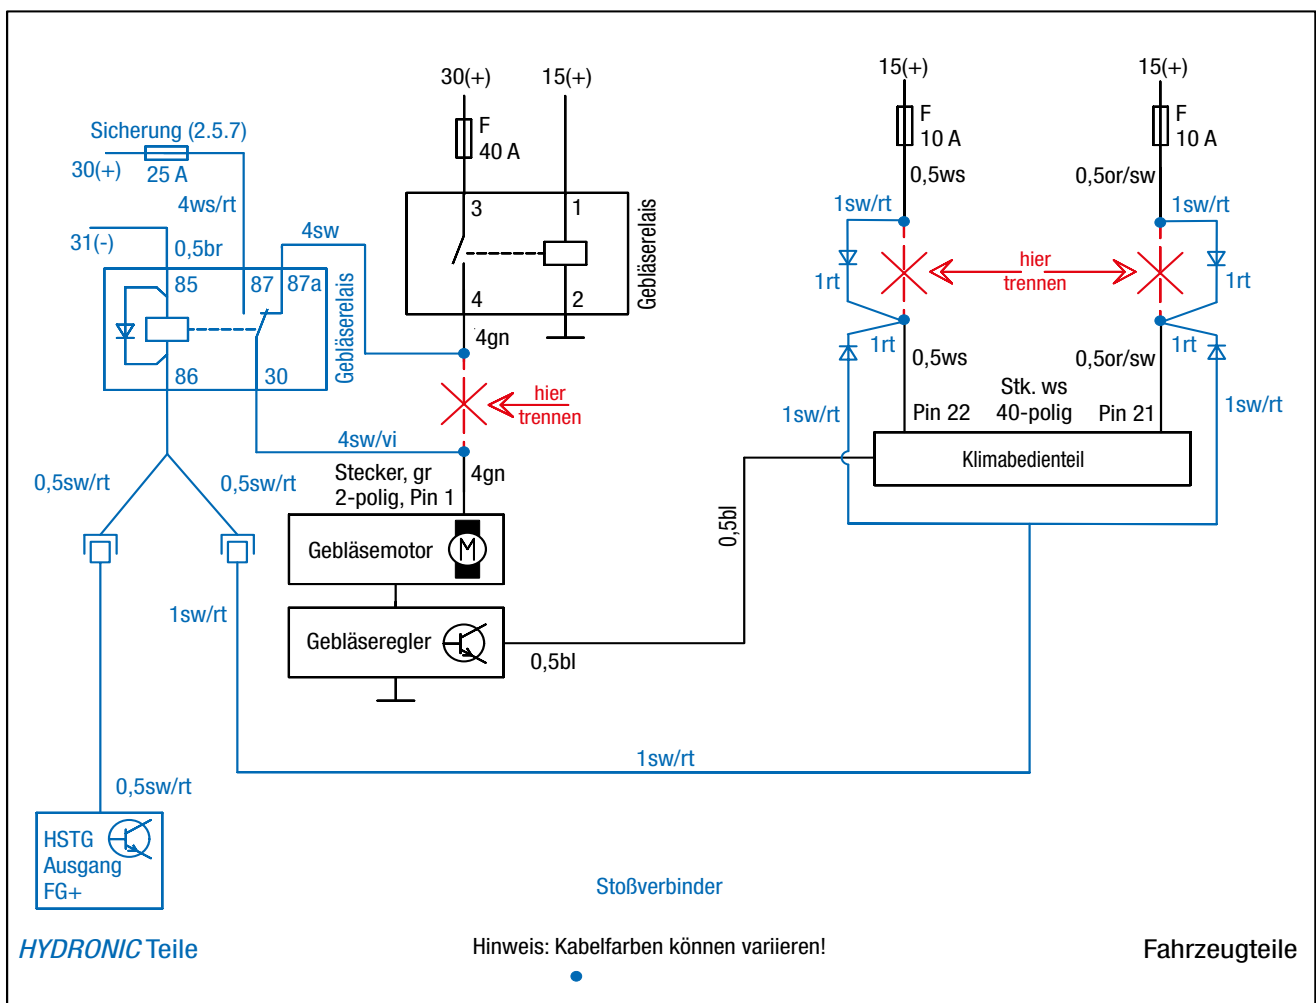 30(+)
15(+)
15(+)
15(+)
F
40 A
F
10 A
F
10 A
Sicherung (2.5.7)
30(+)
25 A
4ws/rt
31(-)
0,5br
4sw
85
87
87a
86
30
Gebläserelais
3
1
4
2
Gebläserelais
4gn
hier
trennen
4sw/vi
4gn
Stecker, gr
2-polig, Pin 1
Gebläsemotor
M
Gebläseregler
0,5bl
0,5bl
0,5ws
0,5or/sw
1sw/rt
1sw/rt
hier
trennen
1rt
1rt
1rt
1rt
0,5ws
0,5or/sw
1sw/rt
1sw/rt
Stk. ws
40-polig
Pin 22
Pin 21
Klimabedienteil
0,5sw/rt
0,5sw/rt
1sw/rt
1sw/rt
0,5sw/rt
HSTG
Ausgang
FG+
Stoßverbinder
HYDRONIC Teile
Hinweis: Kabelfarben können variieren!
Fahrzeugteile